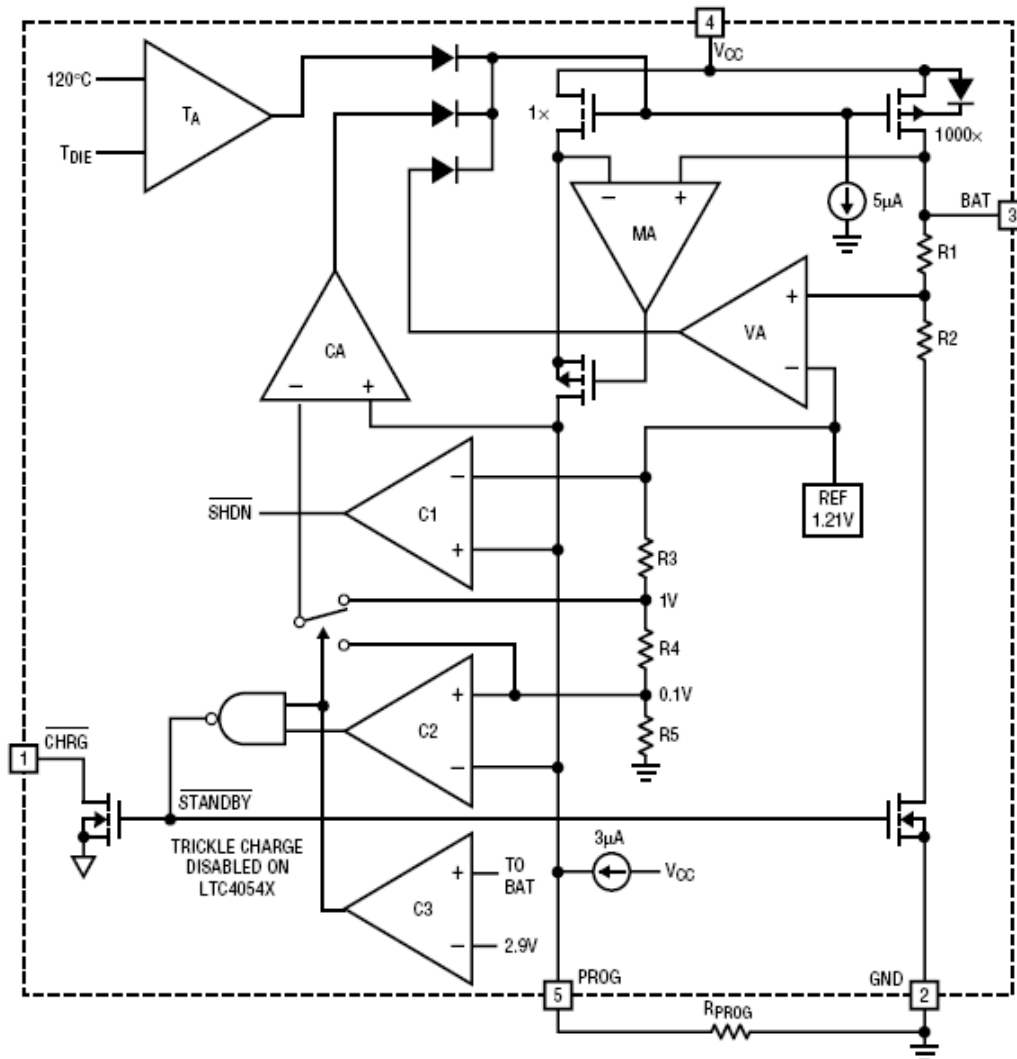 4
VCC
120°C
TA
TDIE
1×
1000×
– +
MA
5µA
BAT
3
R1
+
VA
–
R2
CA
– +
–
C1
+
SHDN
REF
1.21V
R3
1V
R4
0.1V
R5
+
C2
–
CHRG
1
STANDBY
TRICKLE CHARGE
DISABLED ON
LTC4054X
3µA
VCC
+
C3
–
TO
BAT
2.9V
PROG
5
GND
2
RPROG